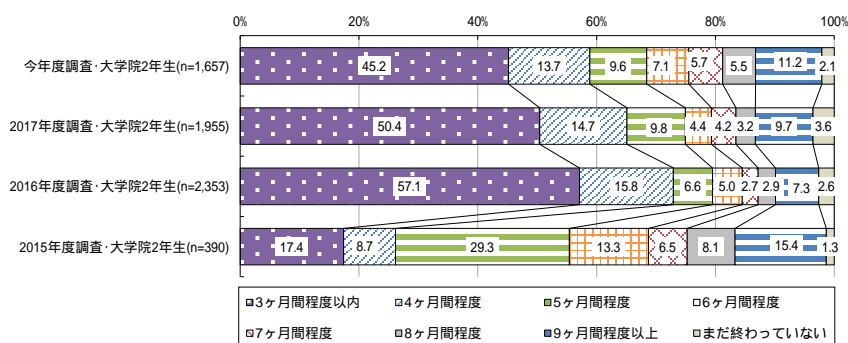 0% 20% 40% 60% 80% 100%
今年度調査・大学院2年生(n=1,657) 45.2 13.7 9.6 7.1 5.7 5.5 11.2 2.1
2017年度調査・大学院2年生(n=1,955) 50.4 14.7 9.8 4.4 4.2 3.2 9.7 3.6
2016年度調査・大学院2年生(n=2,353) 57.1 15.8 6.6 5.0 2.7 2.9 7.3 2.6
2015年度調査・大学院2年生(n=390) 17.4 8.7 29.3 13.3 6.5 8.1 15.4 1.3
3ヶ月間程度以内 4ヶ月間程度 5ヶ月間程度 6ヶ月間程度
7ヶ月間程度 8ヶ月間程度 9ヶ月間程度以上 まだ終わっていない